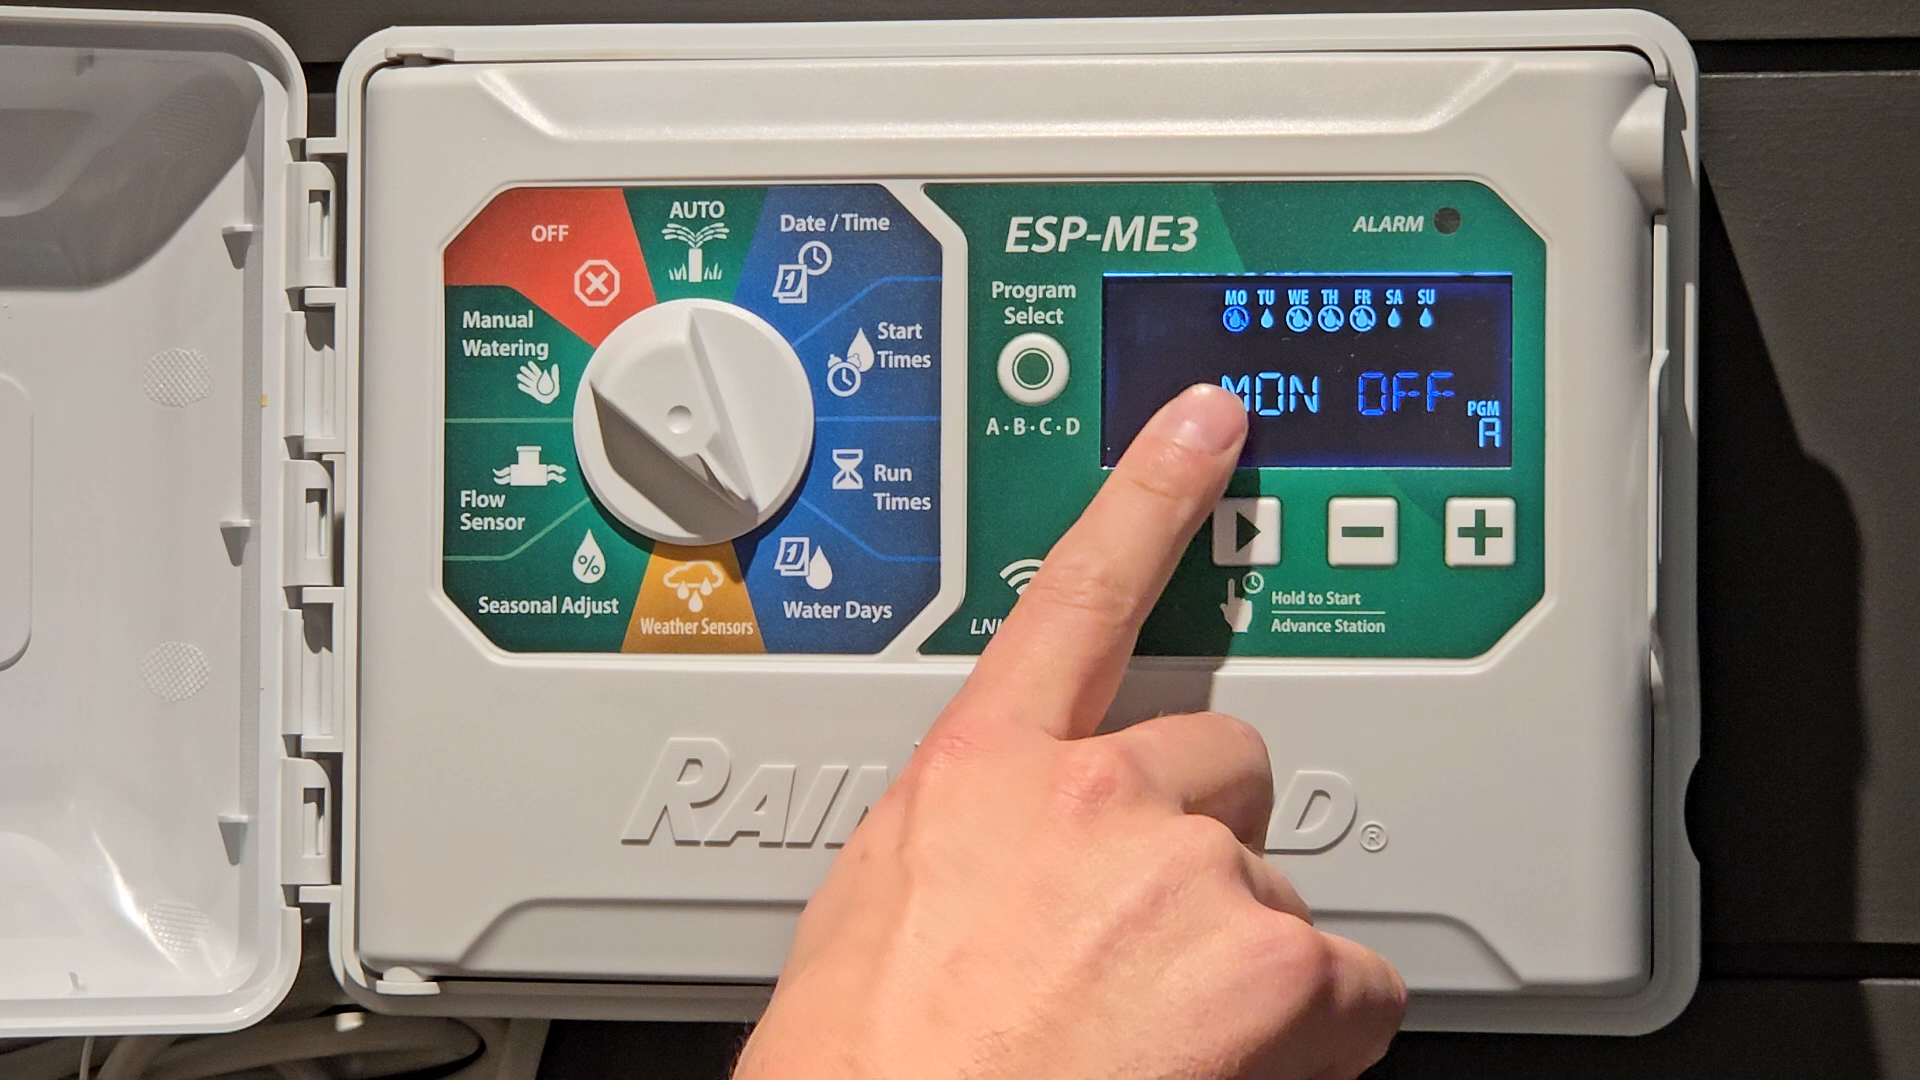 OFF
AUTO
Date / Time
1
Manual
Watering
Start
Times
Flow
Sensor
Run
Times
%
Seasonal Adjust
Weather Sensors
1
Water Days
ESP-ME3
ALARM
Program
Select
A·B·C·D
MO TU WE TH FR SA SU
MON OFF
PGM
A
Hold to Start
Advance Station
®